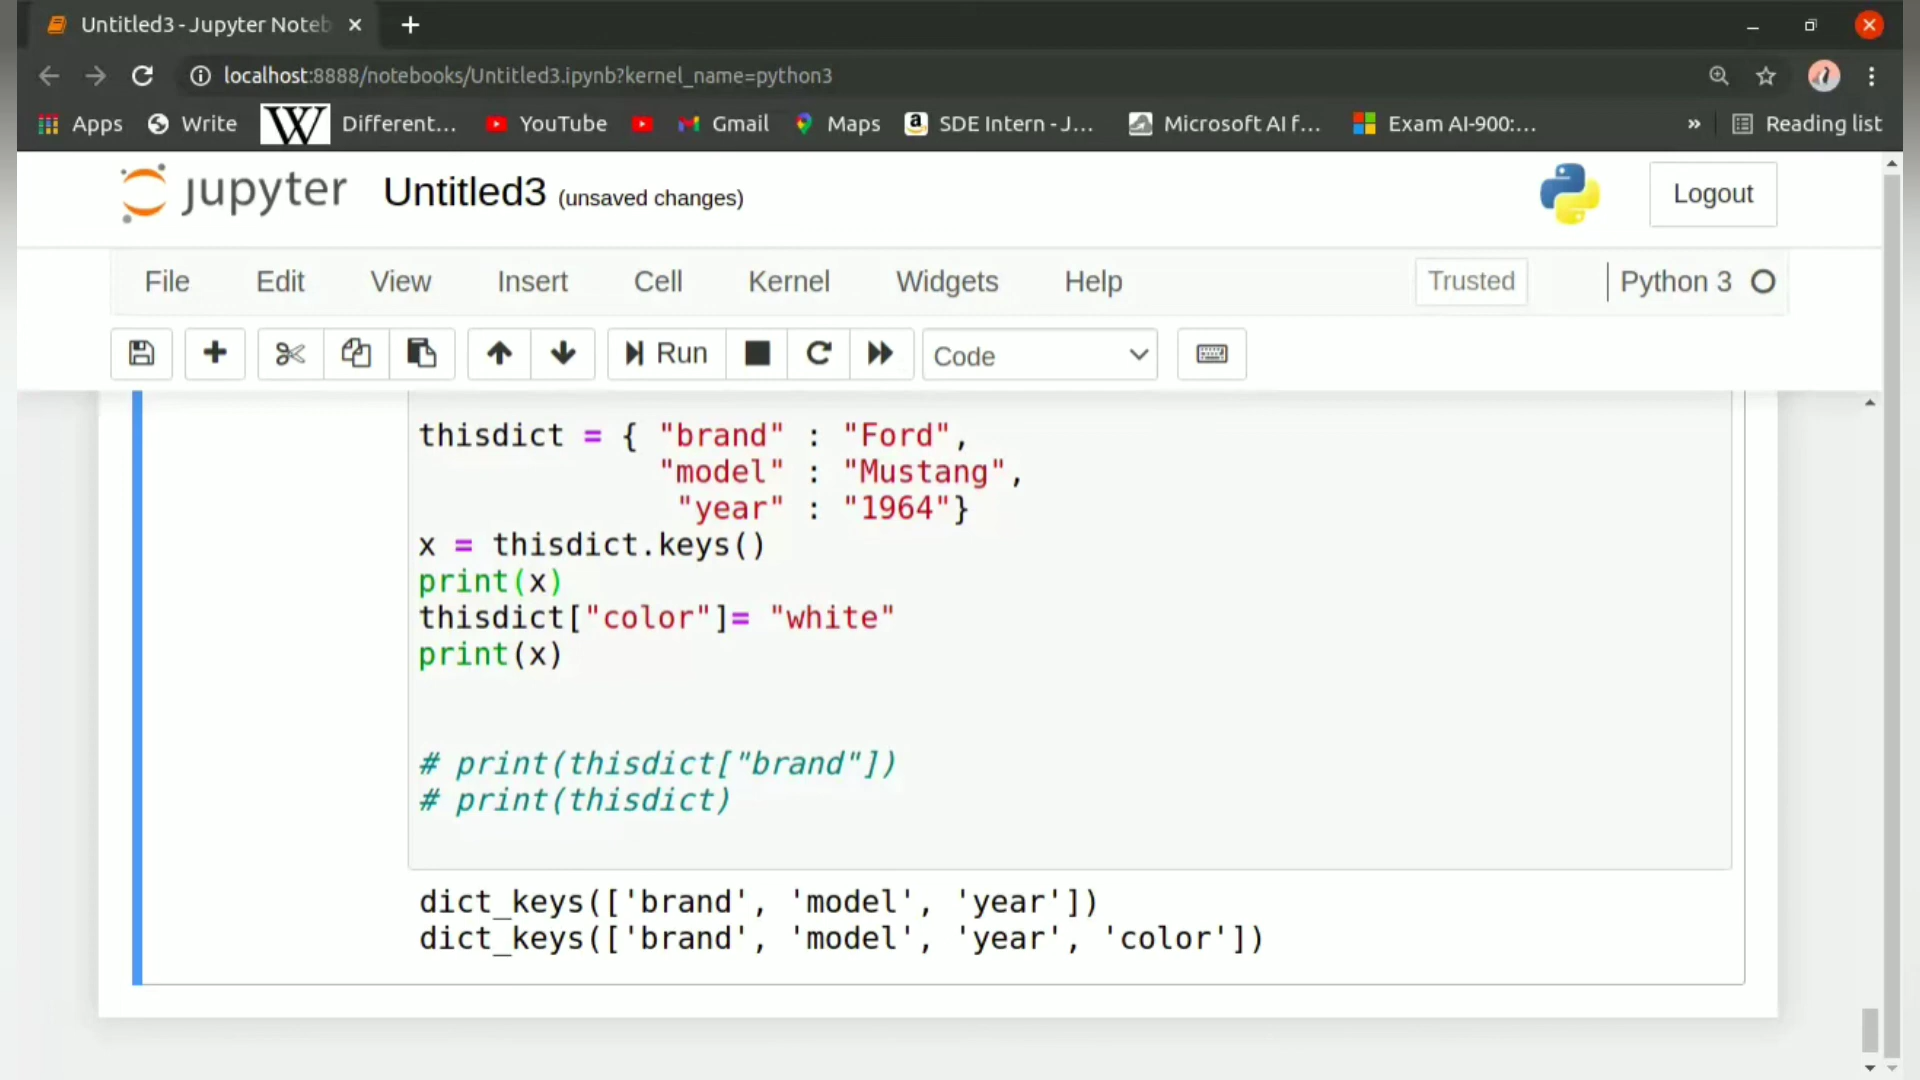 Untitled3 - Jupyter Noteb
localhost:8888/notebooks/Untitled3.ipynb?kernel_name=python3
Apps Write W Different... YouTube Gmail Maps a SDE Intern - J... Microsoft AI f... Exam AI-900:... » Reading list
jupyter Untitled3 (unsaved changes) Logout
File Edit View Insert Cell Kernel Widgets Help Trusted Python 3
Run Code
thisdict = { "brand" : "Ford",
"model" : "Mustang",
"year" : "1964"}
x = thisdict.keys()
print(x)
thisdict["color"]= "white"
print(x)
# print(thisdict["brand"])
# print(thisdict)
dict_keys(['brand', 'model', 'year'])
dict_keys(['brand', 'model', 'year', 'color'])